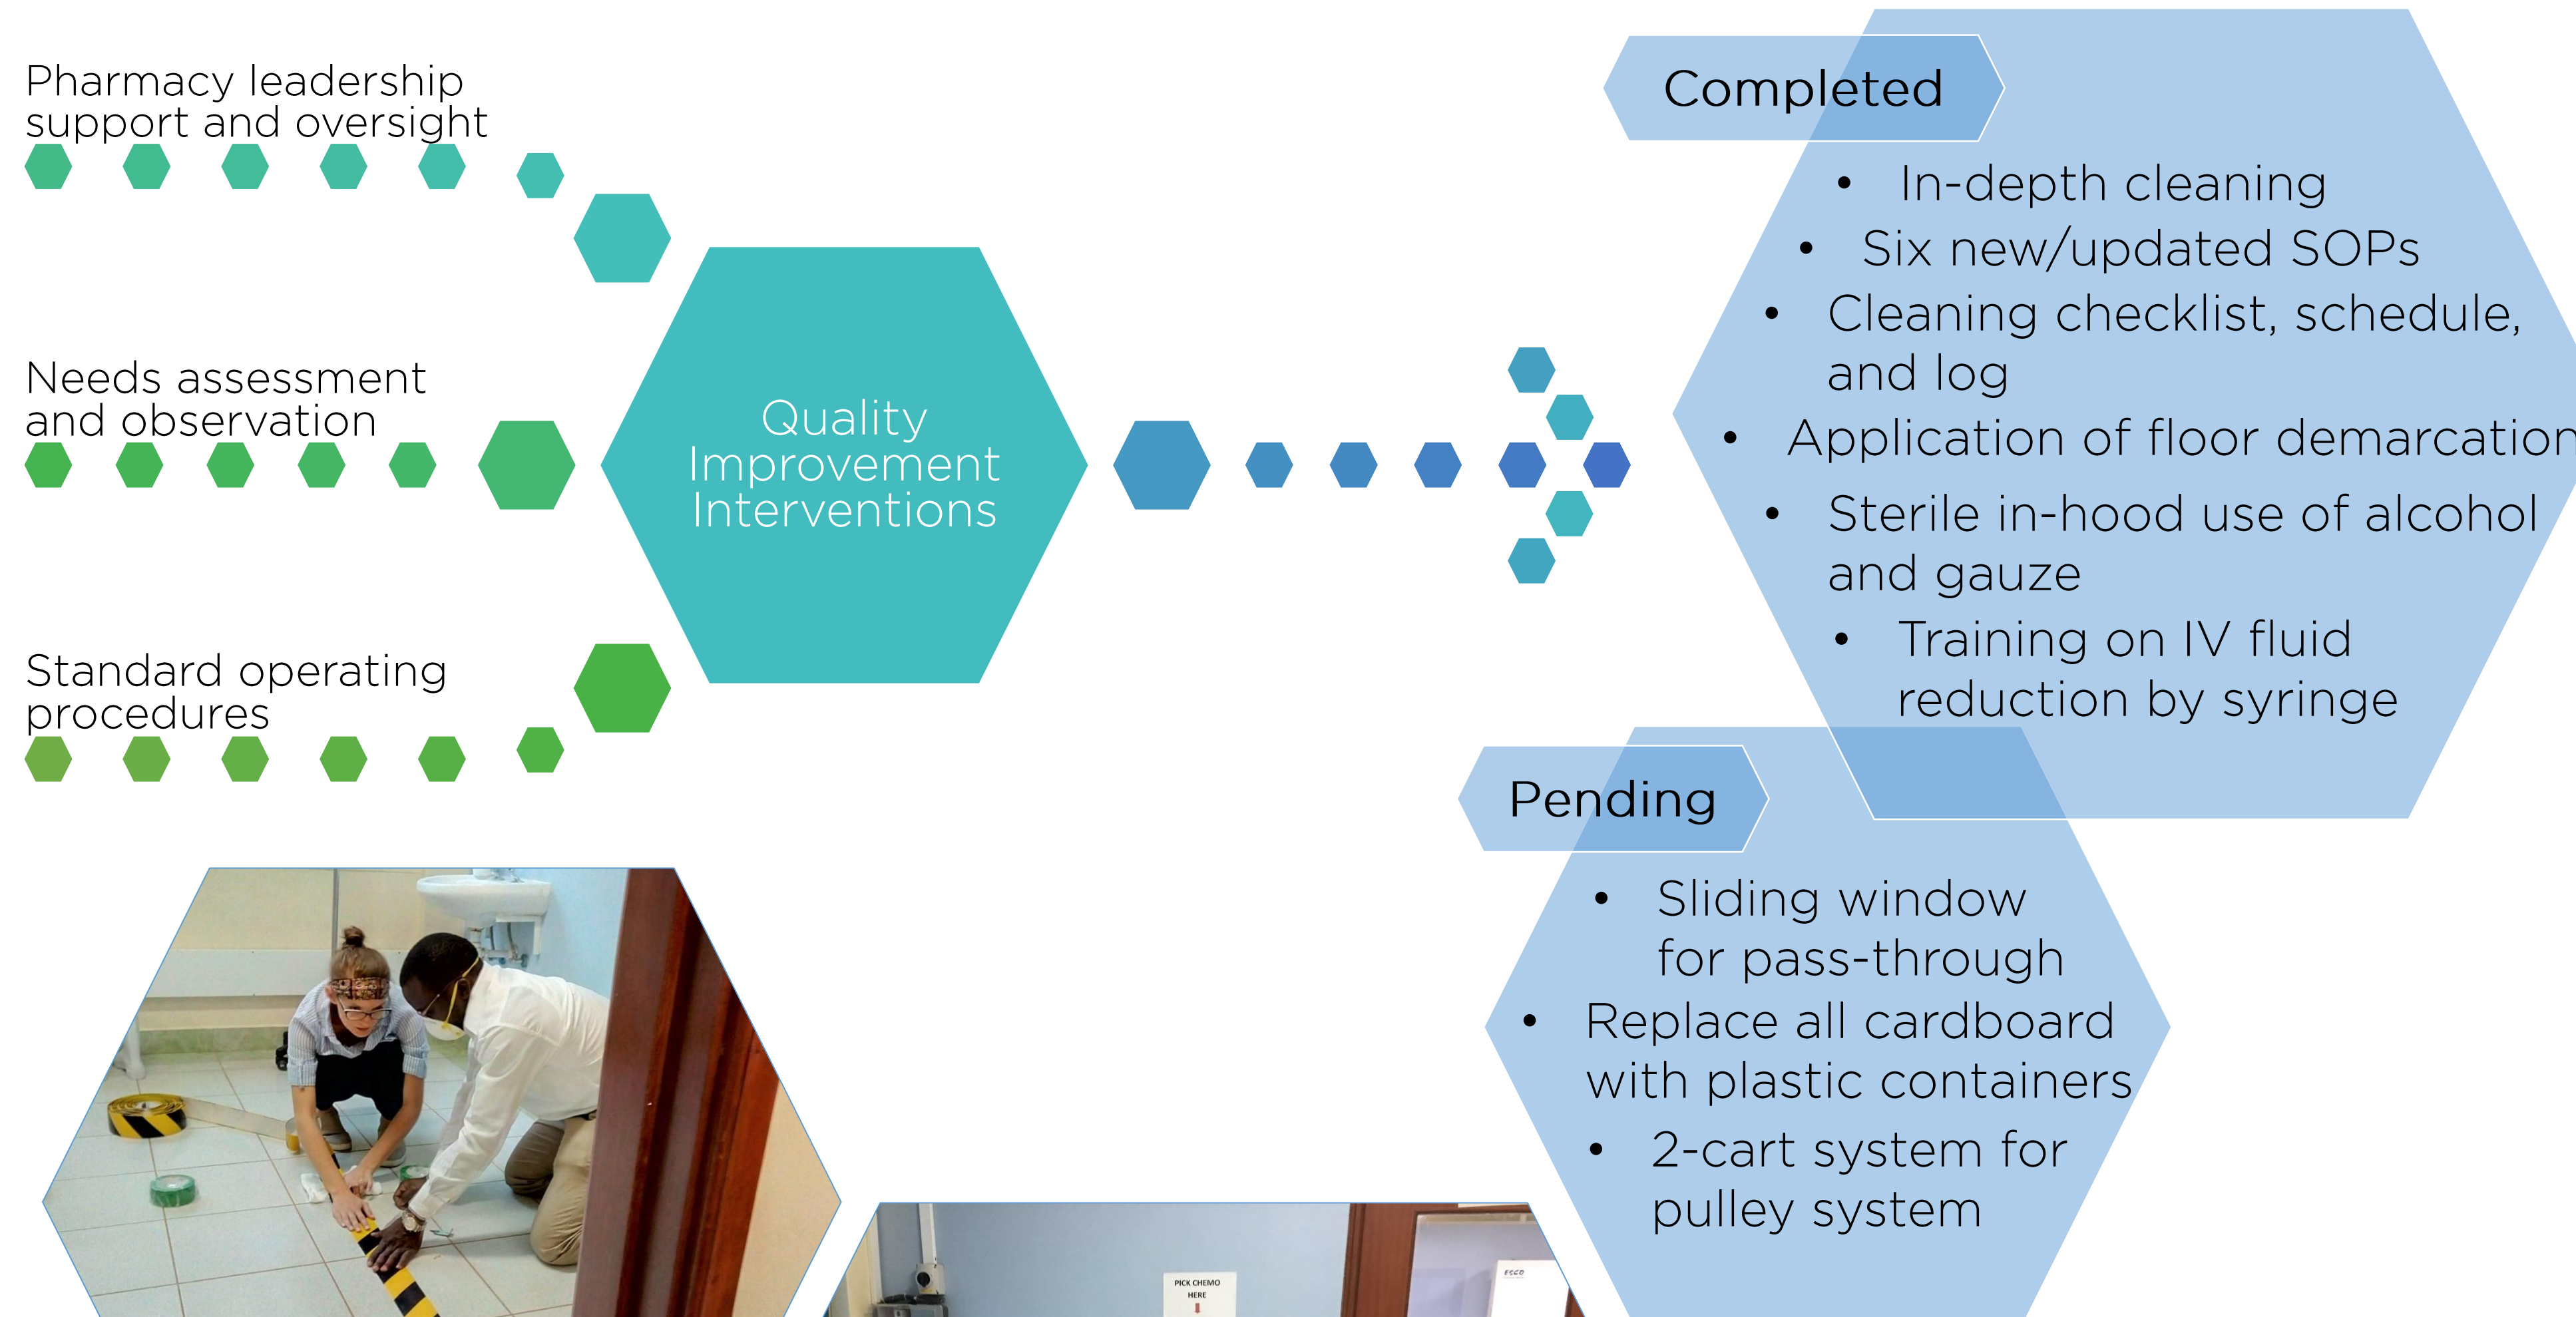 Pharmacy leadership
support and oversight
Needs assessment
and observation
Standard operating
procedures
Quality
Improvement
Interventions
Completed
• In-depth cleaning
• Six new/updated SOPs
• Cleaning checklist, schedule,
and log
• Application of floor demarcation
• Sterile in-hood use of alcohol
and gauze
• Training on IV fluid
reduction by syringe
Pending
• Sliding window
for pass-through
• Replace all cardboard
with plastic containers
• 2-cart system for
pulley system
PICK CHEMO
HERE
ESCO